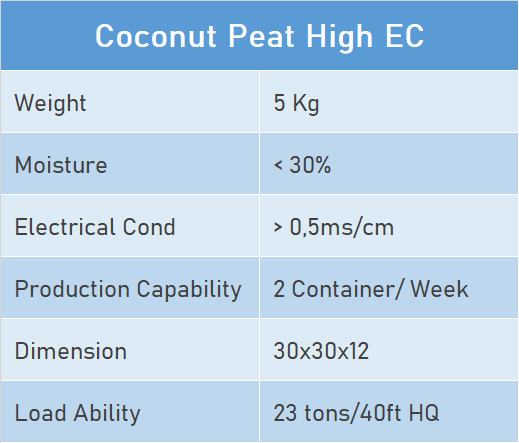 Coconut Peat High EC
Weight 5 Kg
Moisture < 30%
Electrical Cond > 0,5ms/cm
Production Capability 2 Container/ Week
Dimension 30x30x12
Load Ability 23 tons/40ft HQ